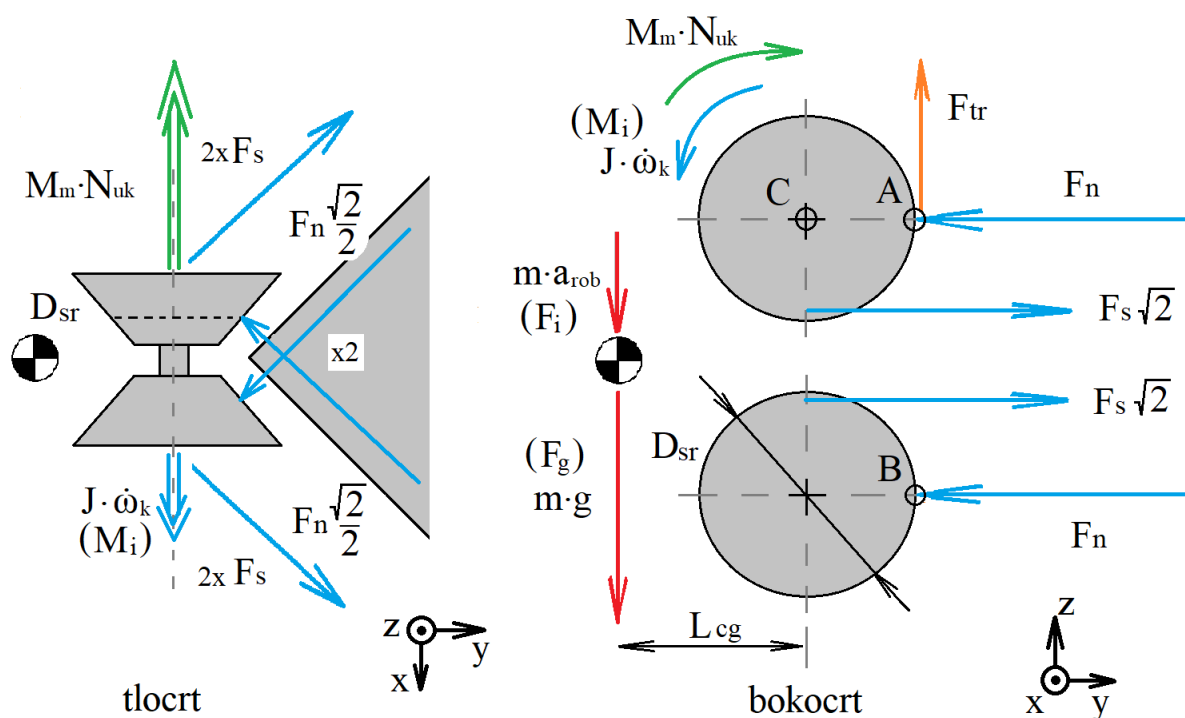 Mm·Nuk
2x Fs
Fn √2/2
Dsr
x2
J·ω̇k
(Mi)
Fn √2/2
2x Fs
z
y
x
tlocrt
Mm·Nuk
(Mi)
J·ω̇k
Ftr
C
A
Fn
m·arob
(Fi)
Fs √2
Fs √2
Dsr
(Fg)
m·g
B
Fn
Lcg
z
x
y
bokocrt